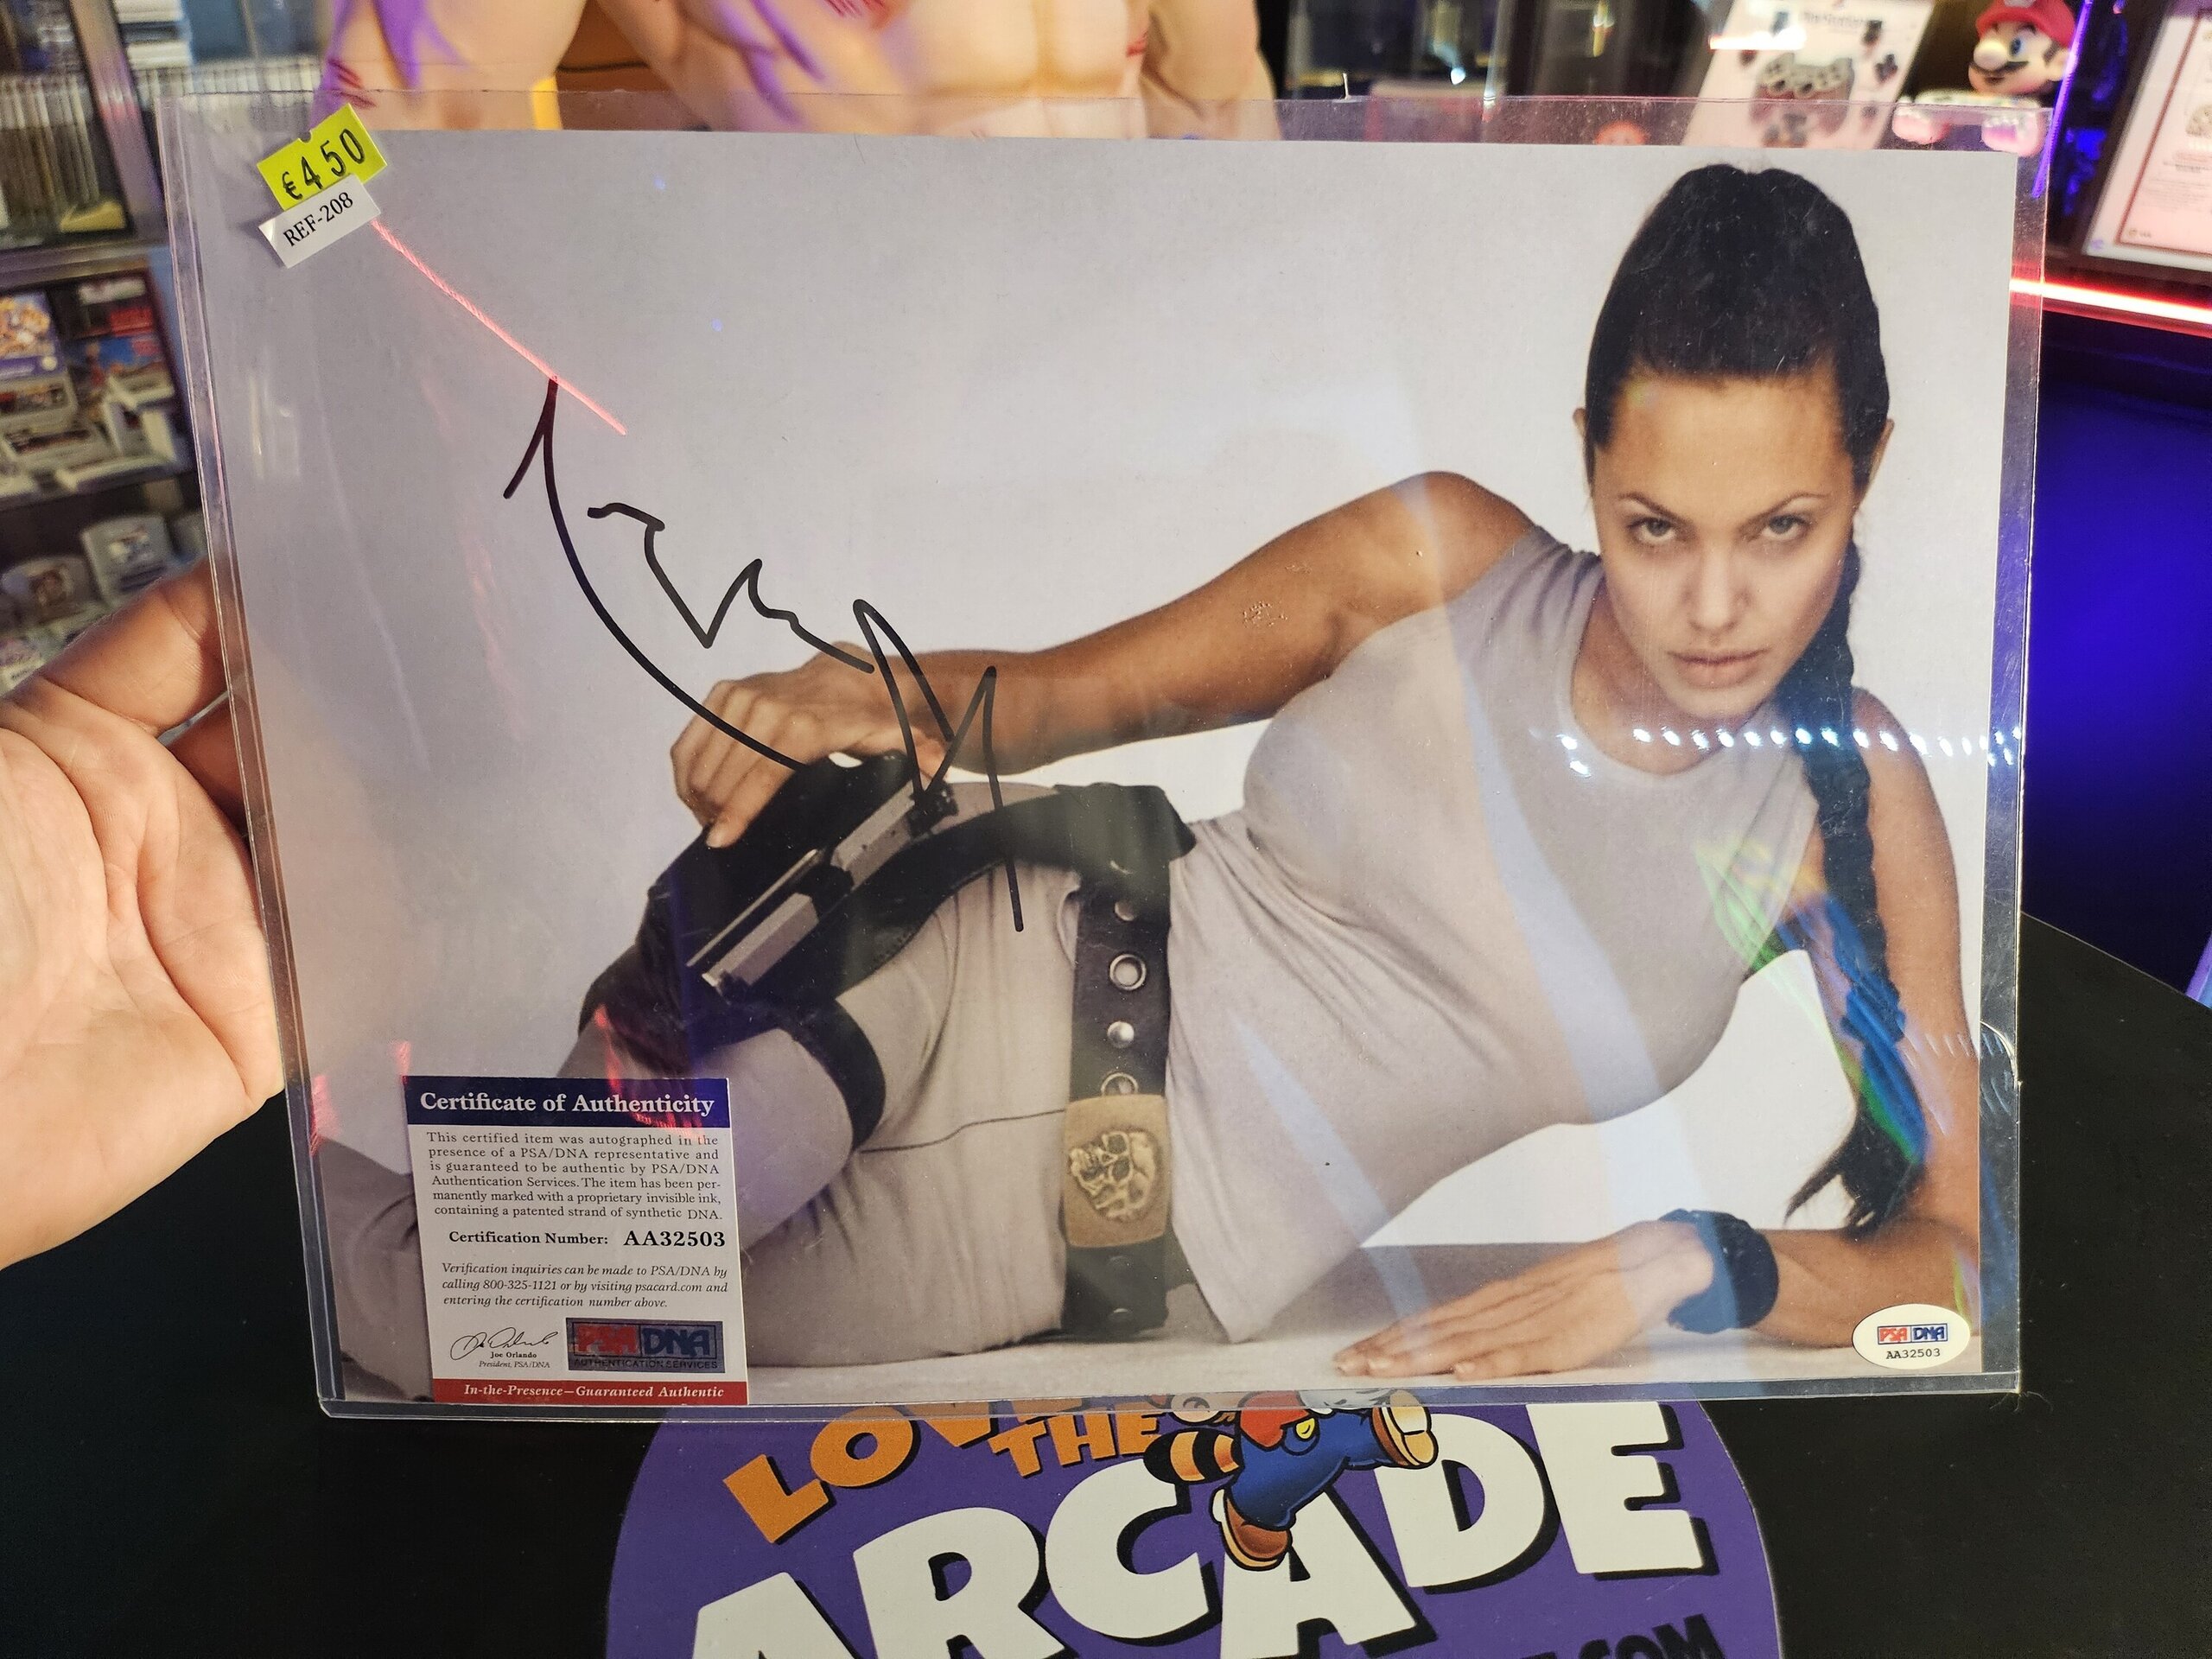 €450
REF-208
Certificate of Authenticity
This certified item was autographed in the
presence of a PSA/DNA representative and
is guaranteed to be authentic by PSA/DNA
Authentication Services. The item has been per-
manently marked with a proprietary invisible ink,
containing a patented strand of synthetic DNA.
Certification Number: AA32503
Verification inquiries can be made to PSA/DNA by
calling 800-325-1121 or by visiting psacard.com and
entering the certification number above.
Joe Orlando
President, PSA/DNA
PSA DNA
AUTHENTICATION SERVICES
In-the-Presence—Guaranteed Authentic
PSA DNA
AA32503
LOVE
THE
ARCADE
.COM